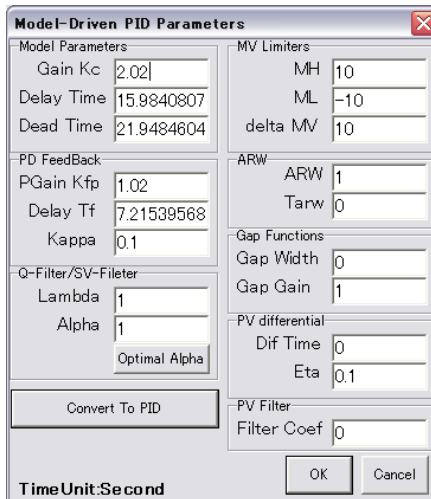 Model-Driven PID Parameters
Model Parameters
Gain Kc 2.02
Delay Time 15.9840807
Dead Time 21.9484604
PD FeedBack
PGain Kfp 1.02
Delay Tf 7.21539568
Kappa 0.1
Q-Filter/SV-Fileter
Lambda 1
Alpha 1
Optimal Alpha
Convert To PID
TimeUnit:Second
MV Limiters
MH 10
ML -10
delta MV 10
ARW
ARW 1
Tarw 0
Gap Functions
Gap Width 0
Gap Gain 1
PV differential
Dif Time 0
Eta 0.1
PV Filter
Filter Coef 0
OK Cancel